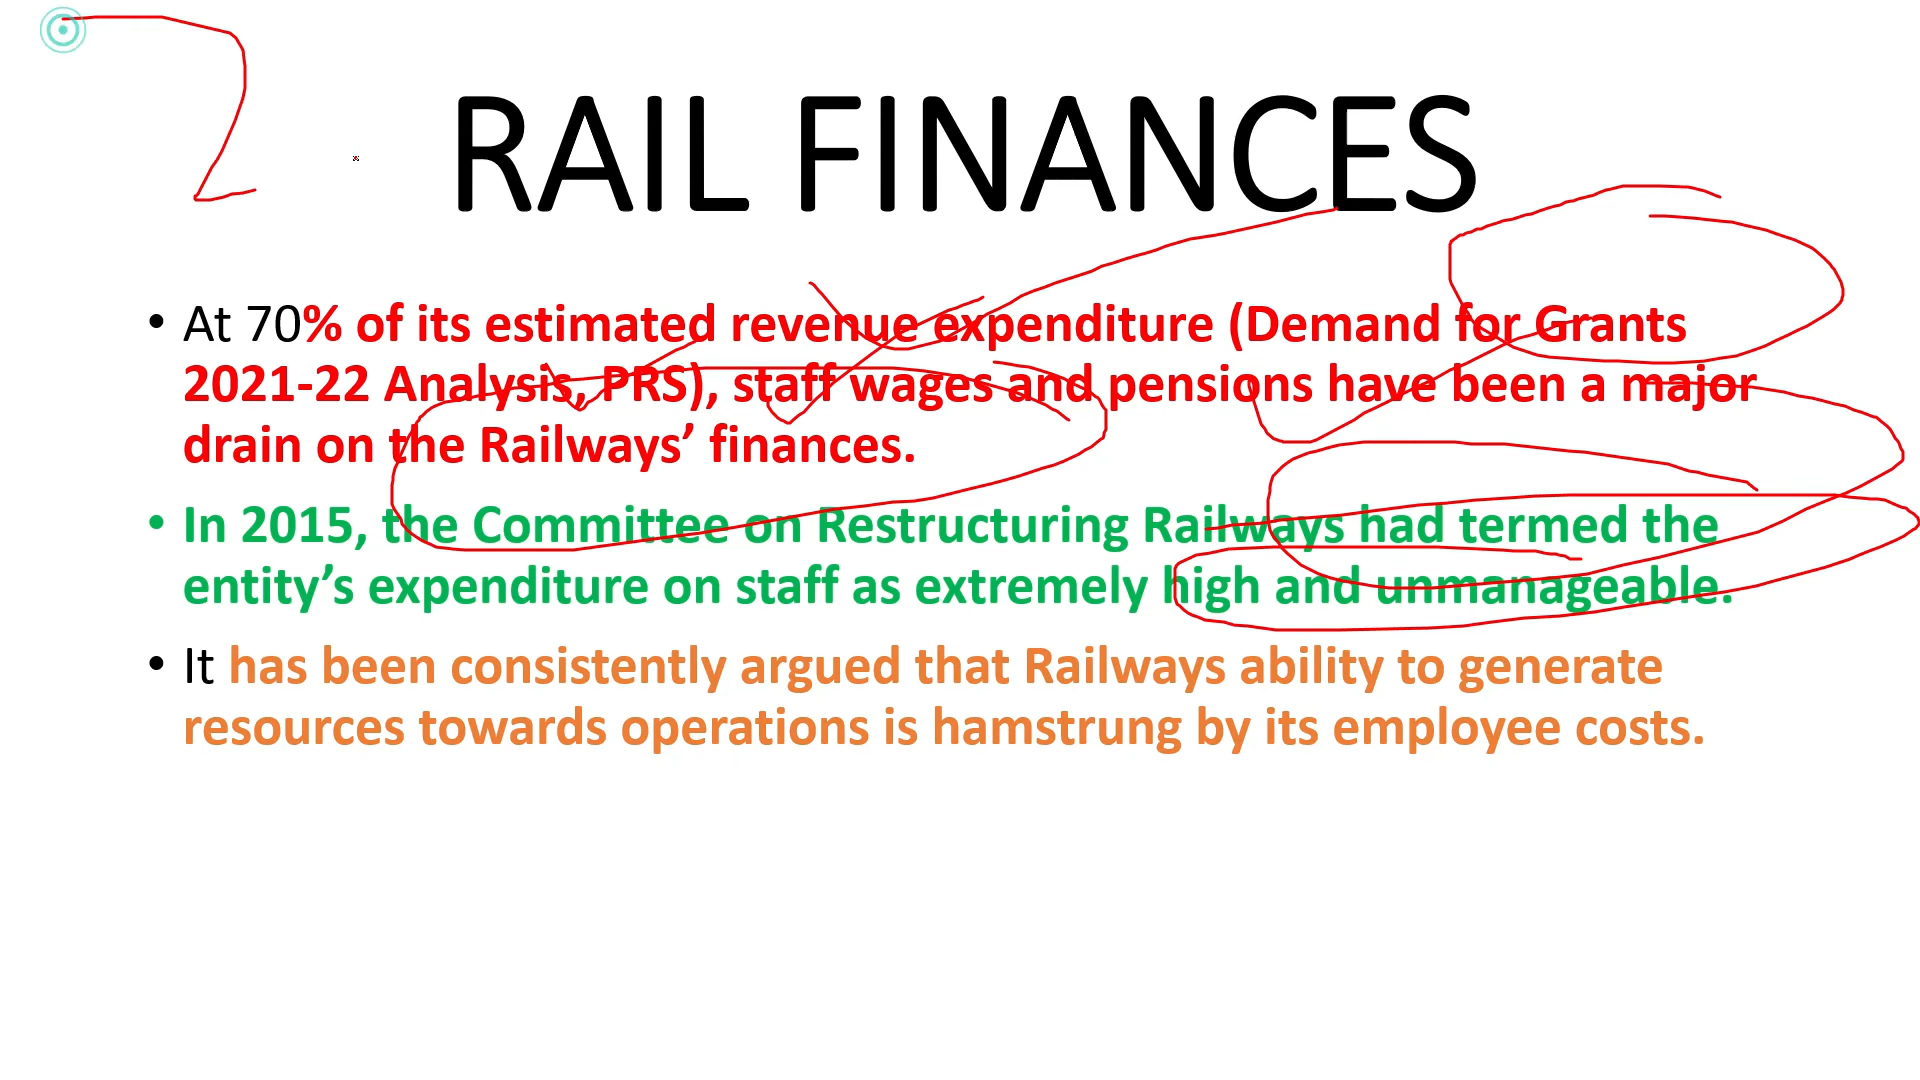 RAIL FINANCES
• At 70% of its estimated revenue expenditure (Demand for Grants
2021-22 Analysis, PRS), staff wages and pensions have been a major
drain on the Railways’ finances.
• In 2015, the Committee on Restructuring Railways had termed the
entity’s expenditure on staff as extremely high and unmanageable.
• It has been consistently argued that Railways ability to generate
resources towards operations is hamstrung by its employee costs.